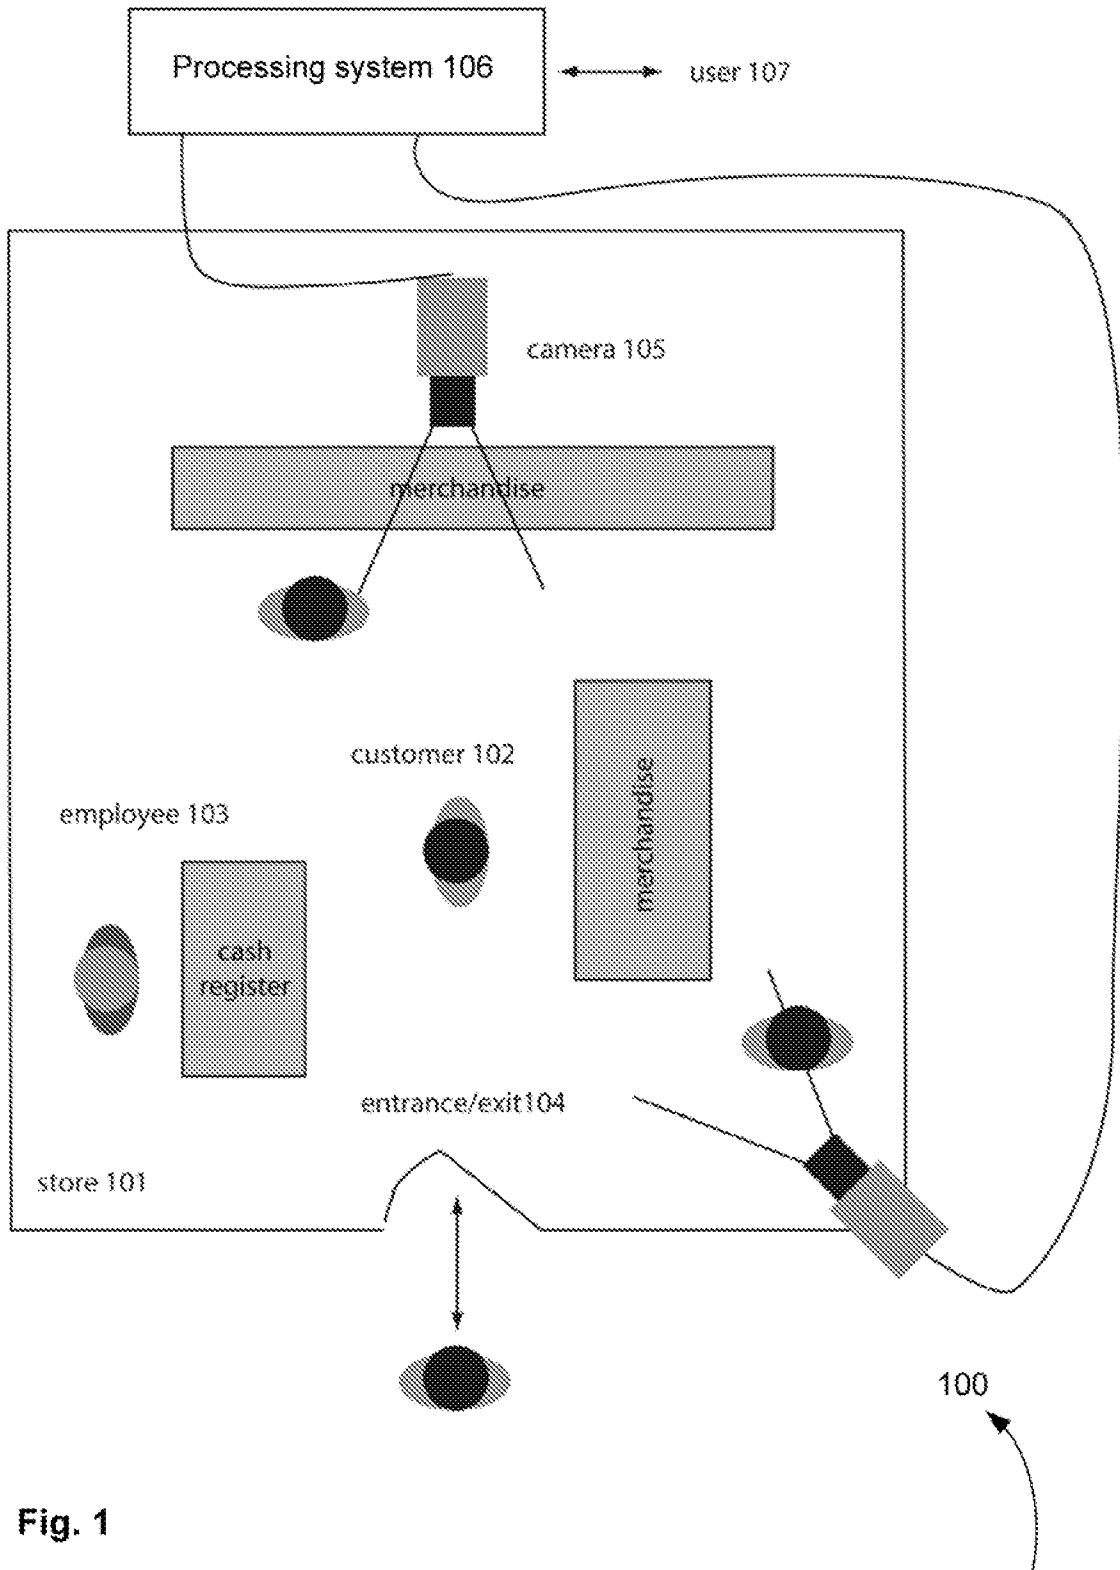 Processing system 106
user 107
camera 105
merchandise
customer 102
merchandise
employee 103
cash
register
entrance/exit104
store 101
100
Fig. 1